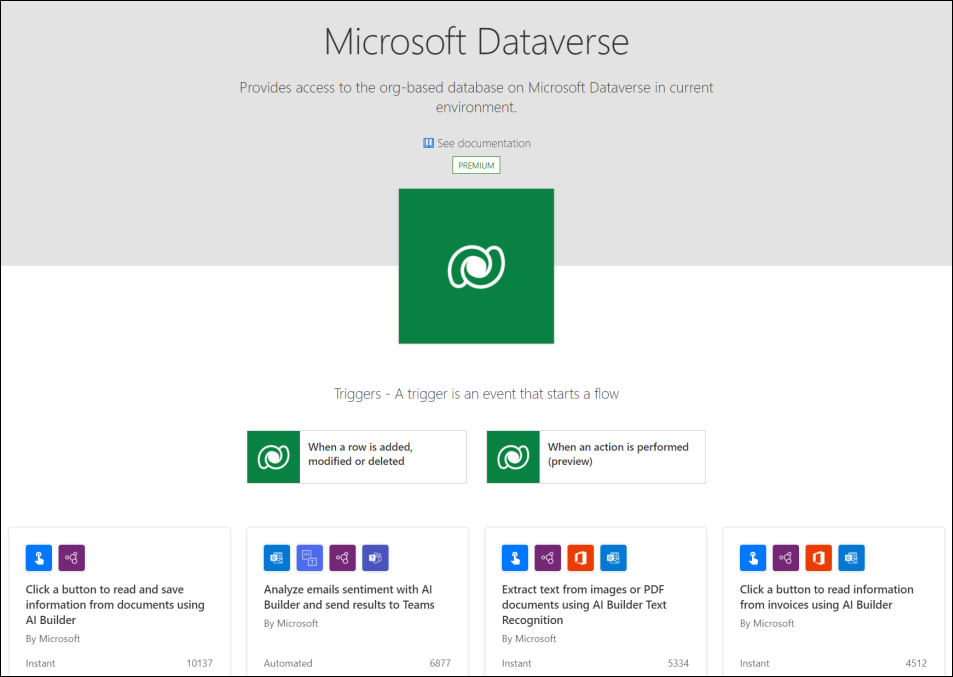 Microsoft Dataverse
Provides access to the org-based database on Microsoft Dataverse in current
environment.
See documentation
PREMIUM
Triggers - A trigger is an event that starts a flow
When a row is added,
modified or deleted
When an action is performed
(preview)
Click a button to read and save
information from documents using
AI Builder
By Microsoft
Instant 10137
Analyze emails sentiment with AI
Builder and send results to Teams
By Microsoft
Automated 6877
Extract text from images or PDF
documents using AI Builder Text
Recognition
By Microsoft
Instant 5334
Click a button to read information
from invoices using AI Builder
By Microsoft
Instant 4512